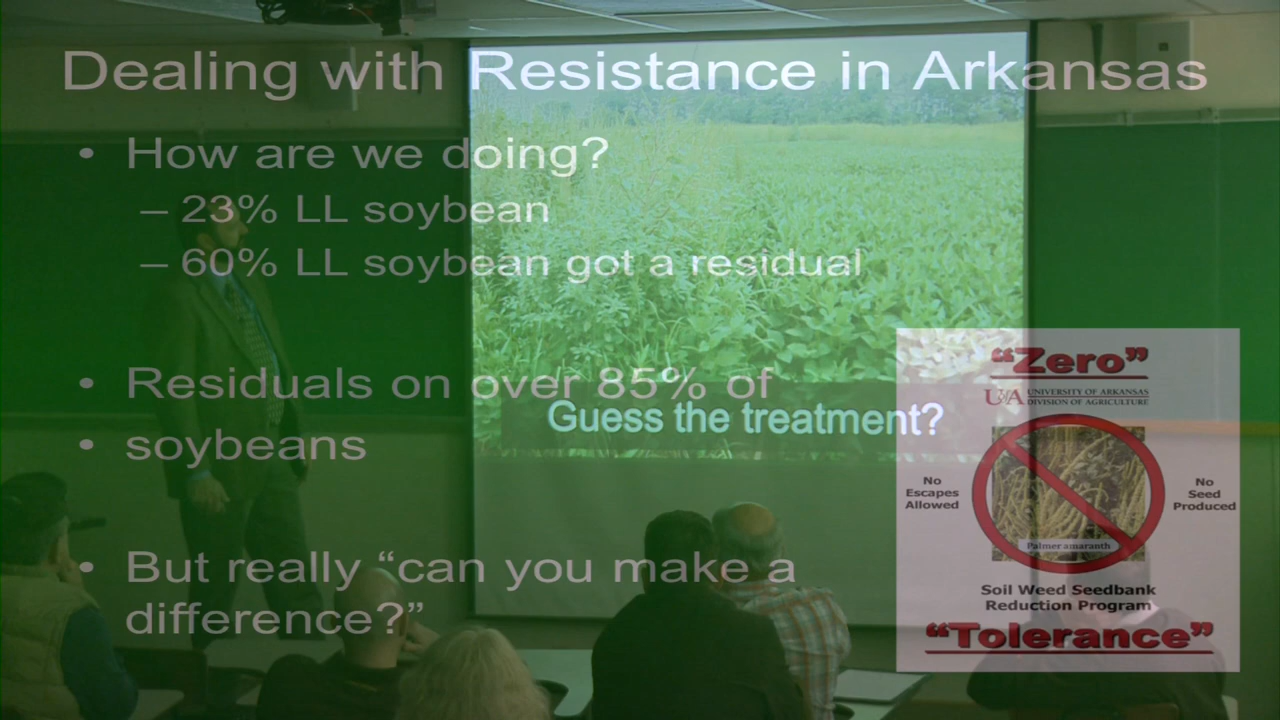 Dealing with Resistance in Arkansas
• How are we doing?
– 23% LL soybean
– 60% LL soybean got a residual
• Residuals on over 85% of
• soybeans
Guess the treatment?
• But really “can you make a
difference?”
“Zero”
UofA UNIVERSITY OF ARKANSAS
DIVISION OF AGRICULTURE
No
Escapes
Allowed
No
Seed
Produced
Palmer amaranth
Soil Weed Seedbank
Reduction Program
“Tolerance”